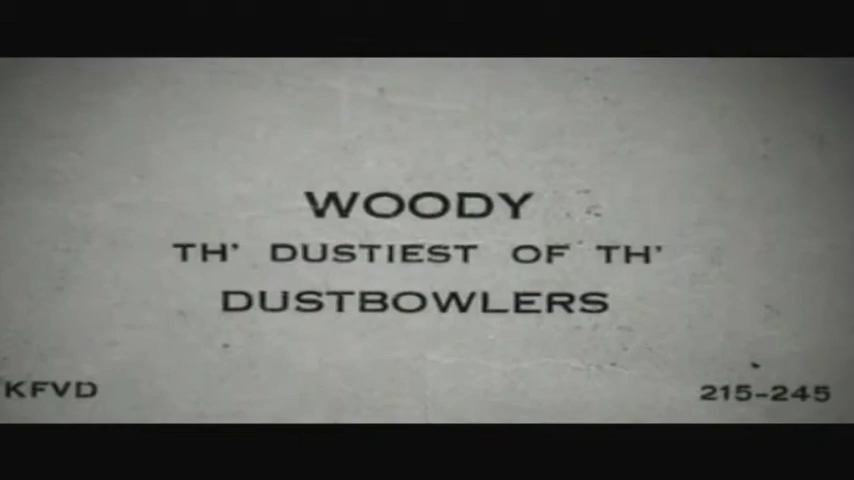 WOODY
TH' DUSTIEST OF TH'
DUSTBOWLERS
KFVD 215-245